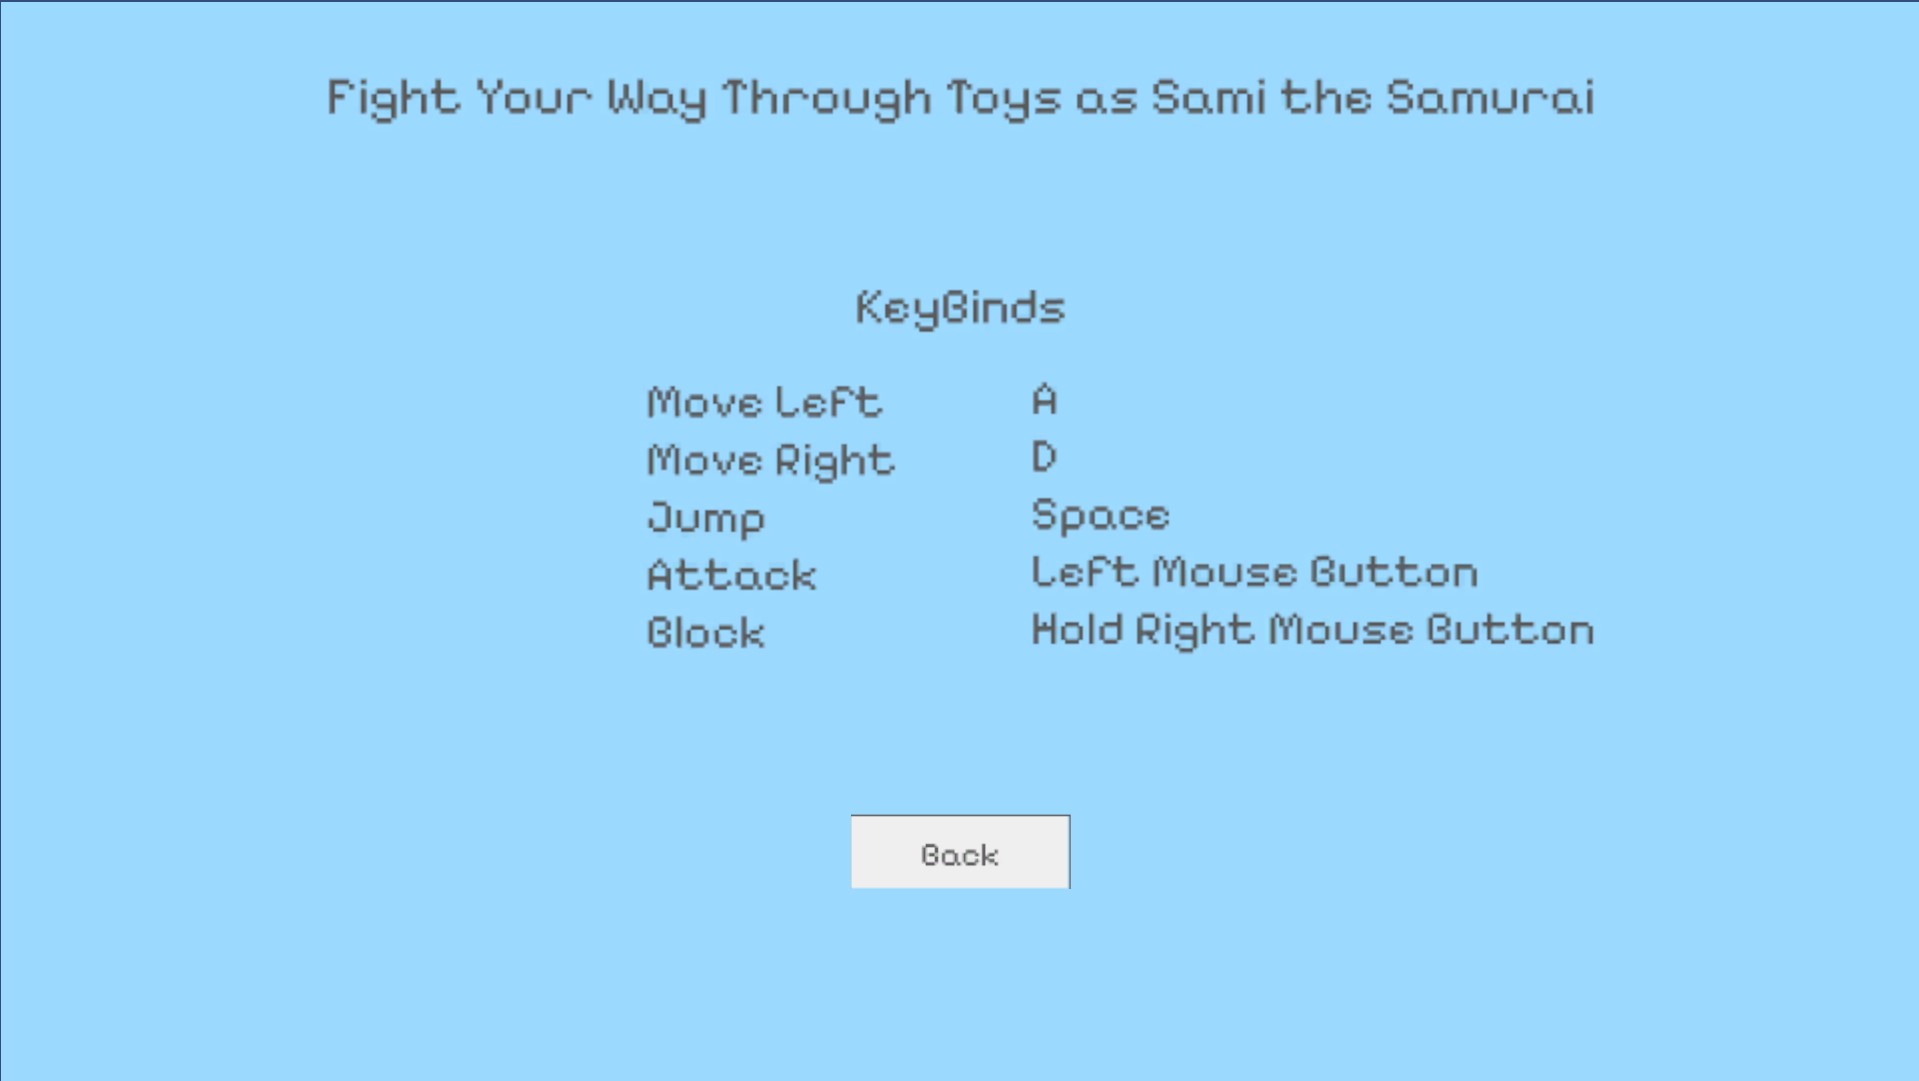 Fight Your Way Through Toys as Sami the Samurai
KeyBinds
Move Left A
Move Right D
Jump Space
Attack Left Mouse Button
Block Hold Right Mouse Button
Back